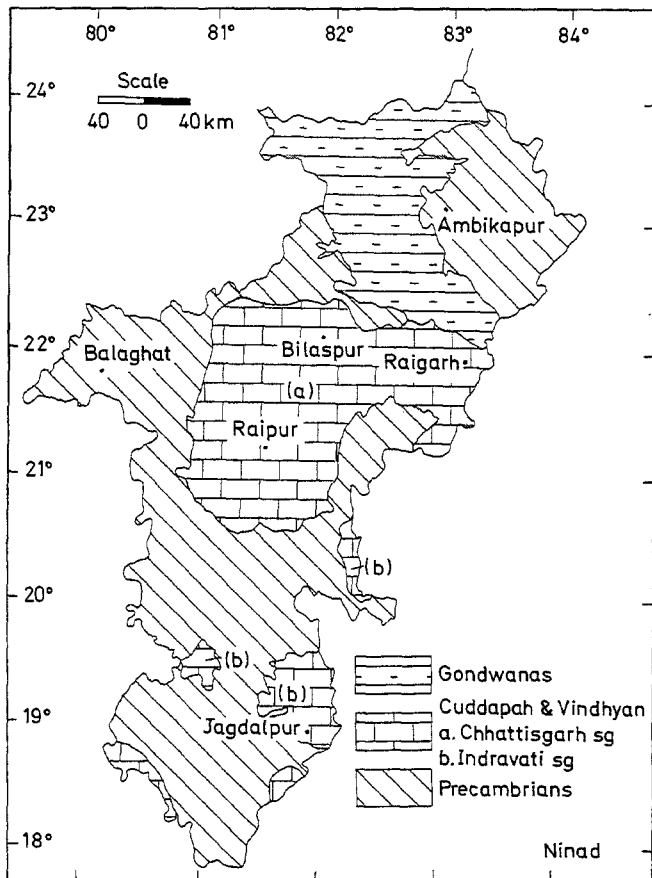 80° 81° 82° 83° 84°
Scale
40 0 40 km
24°
23°
22°
21°
20°
19°
18°
Ambikapur
Balaghat
Bilaspur
Raigarh
(a)
Raipur
(b)
(b)
(b)
Jagdalpur
Gondwanas
Cuddapah & Vindhyan
a. Chhattisgarh sg
b. Indravati sg
Precambrians
Ninad